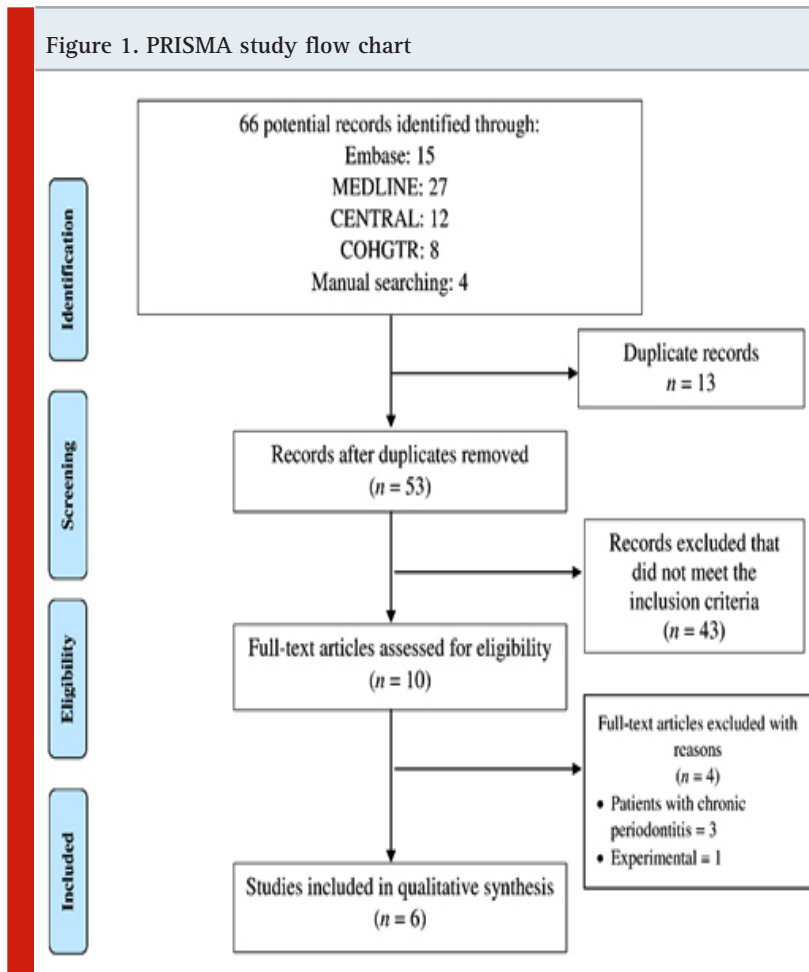 Figure 1. PRISMA study flow chart
66 potential records identified through:
Embase: 15
MEDLINE: 27
CENTRAL: 12
COHGTR: 8
Manual searching: 4
Identification
Duplicate records
n = 13
Records after duplicates removed
(n = 53)
Screening
Records excluded that
did not meet the
inclusion criteria
(n = 43)
Full-text articles assessed for eligibility
(n = 10)
Eligibility
Full-text articles excluded with
reasons
(n = 4)
• Patients with chronic
periodontitis = 3
• Experimental = 1
Studies included in qualitative synthesis
(n = 6)
Included